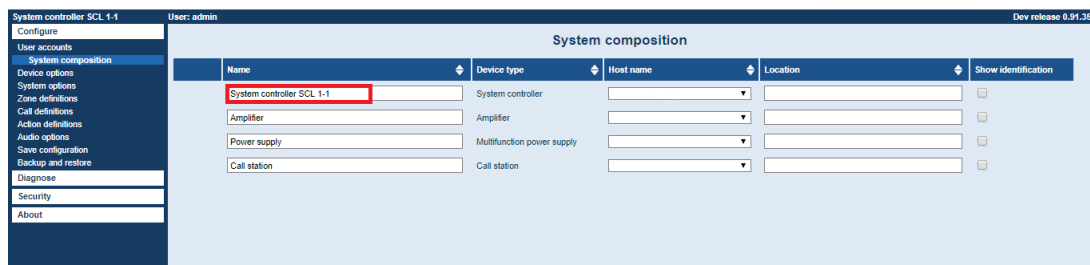 System controller SCL 1-1 User: admin Dev release 0.91.35
Configure
User accounts
System composition
Device options
System options
Zone definitions
Call definitions
Action definitions
Audio options
Save configuration
Backup and restore
Diagnose
Security
About
System composition
Name Device type Host name Location Show identification
System controller SCL 1-1 System controller
Amplifier Amplifier
Power supply Multifunction power supply
Call station Call station